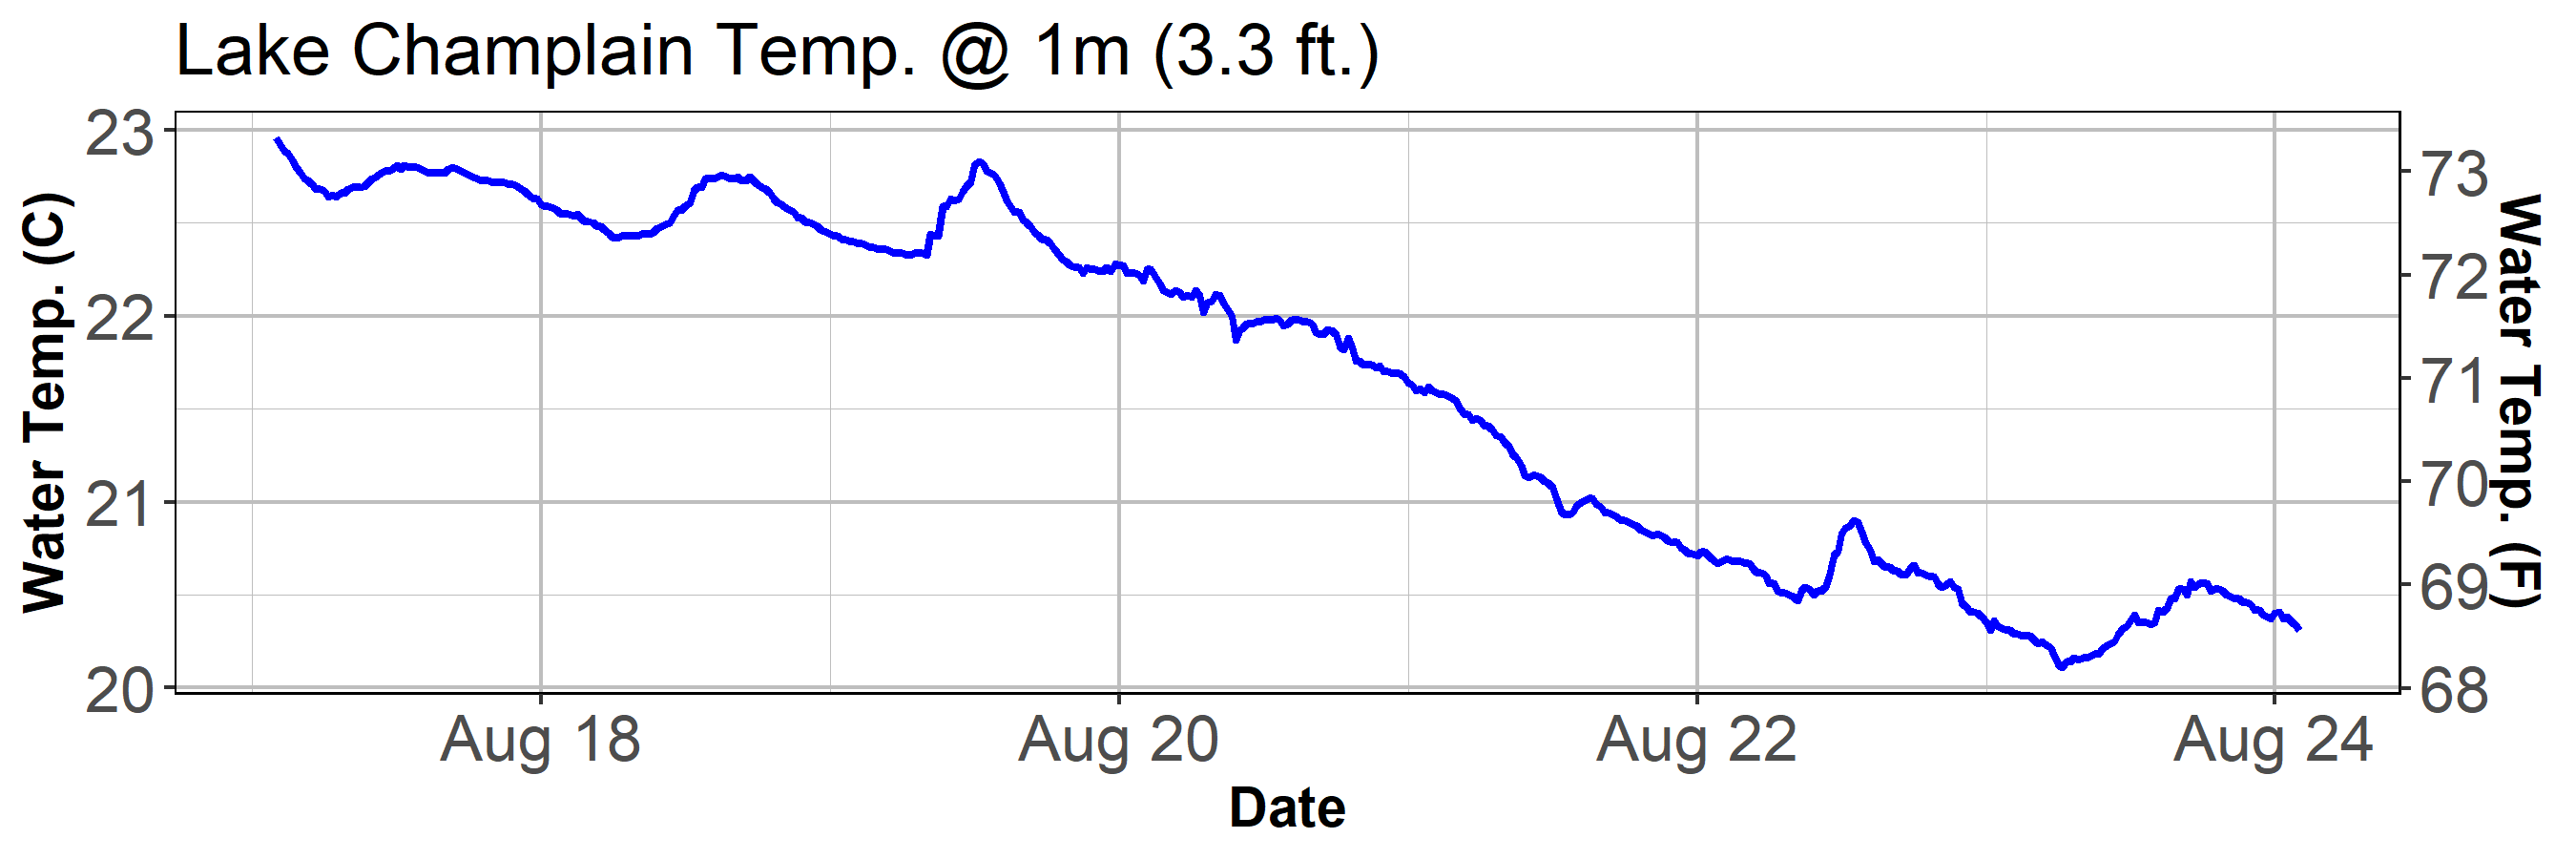 Lake Champlain Temp. @ 1m (3.3 ft.)
Water Temp. (C)
23
22
21
20
73
72
71
70
69
68
Water Temp. (F)
Aug 18
Aug 20
Aug 22
Aug 24
Date